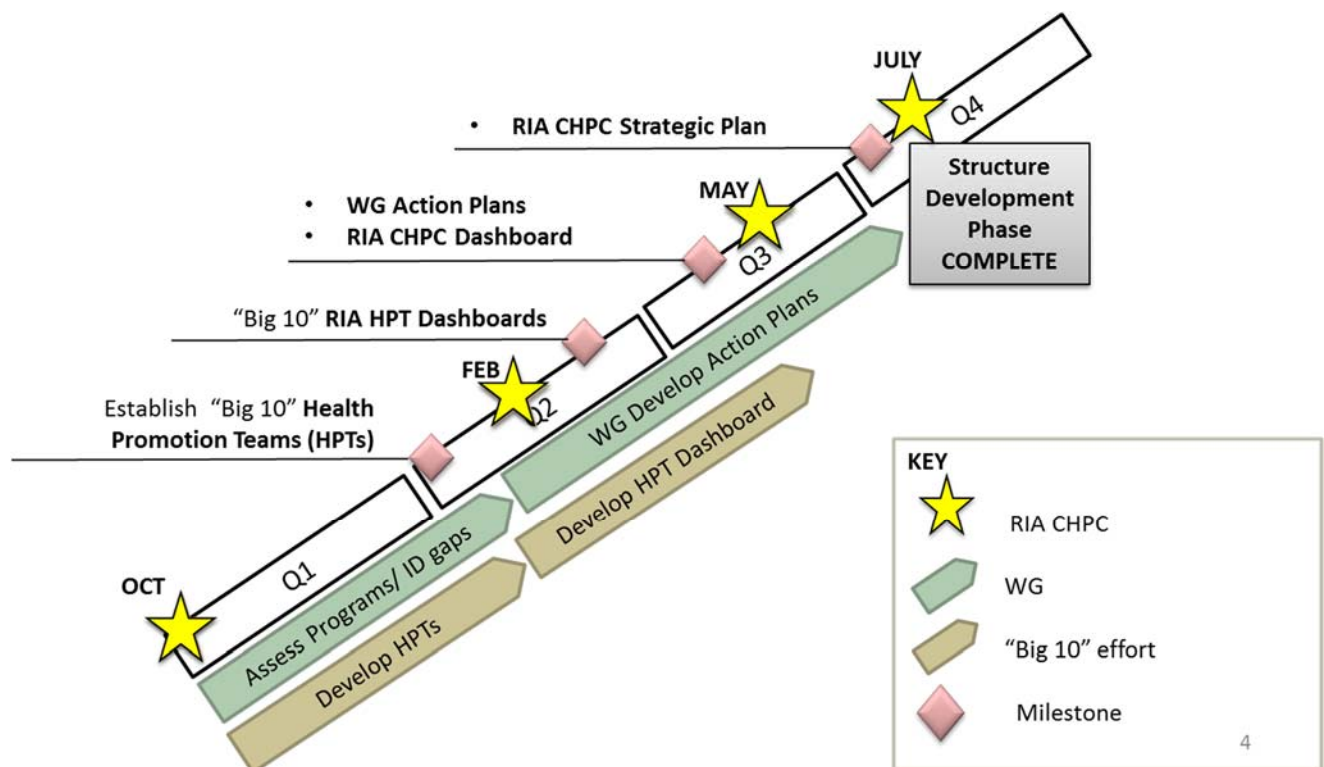 JULY
Q4
• RIA CHPC Strategic Plan
Structure
Development
Phase
COMPLETE
MAY
• WG Action Plans
• RIA CHPC Dashboard
Q3
“Big 10” RIA HPT Dashboards
WG Develop Action Plans
FEB
Establish “Big 10” Health
Promotion Teams (HPTs)
Q2
Develop HPT Dashboard
OCT
Q1
Assess Programs/ ID gaps
Develop HPTs
KEY
RIA CHPC
WG
“Big 10” effort
Milestone
4